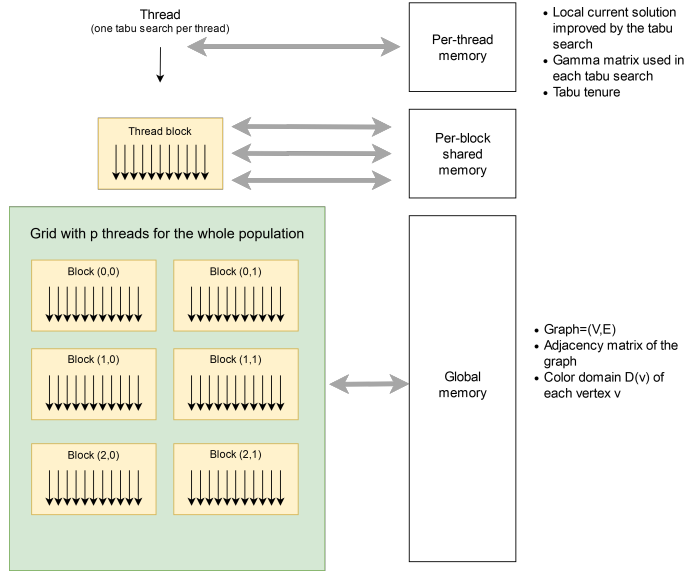 Thread
(one tabu search per thread)
Per-thread
memory
• Local current solution
improved by the tabu
search
• Gamma matrix used in
each tabu search
• Tabu tenure
Thread block
Per-block
shared
memory
Grid with p threads for the whole population
Block (0,0)
Block (0,1)
Block (1,0)
Block (1,1)
Block (2,0)
Block (2,1)
Global
memory
• Graph=(V,E)
• Adjacency matrix of the
graph
• Color domain D(v) of
each vertex v